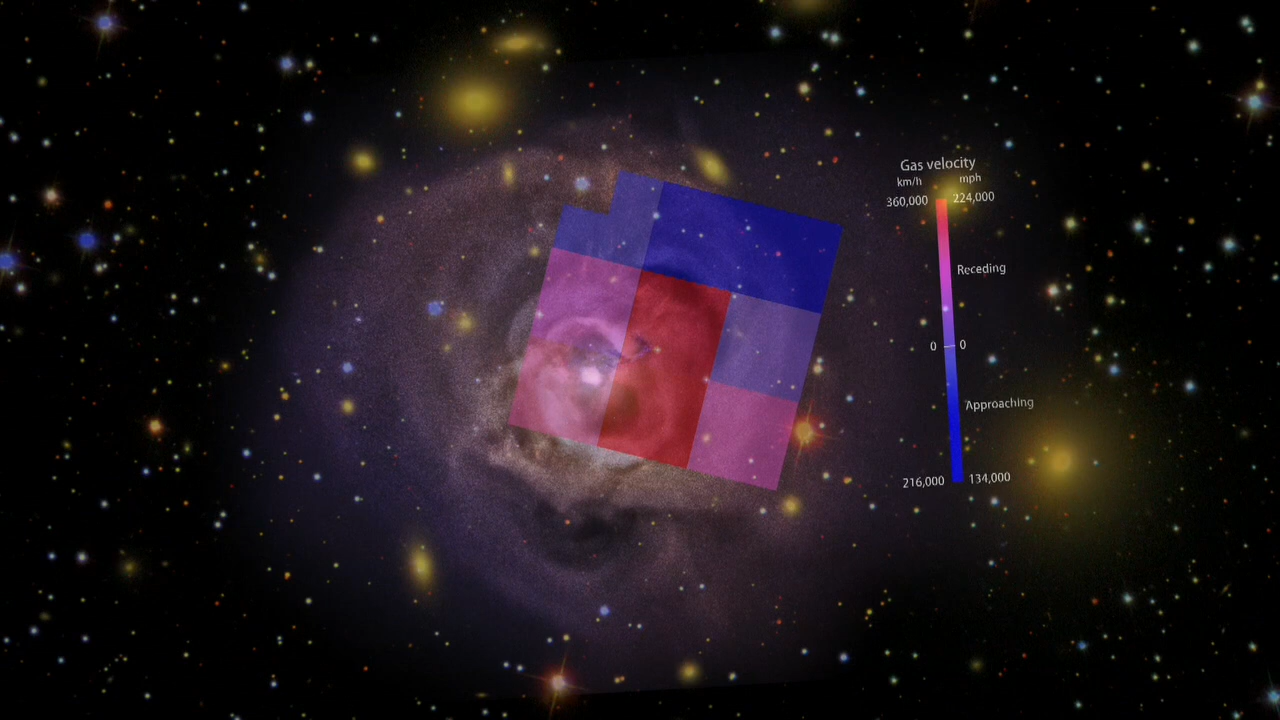 Gas velocity
km/h mph
360,000 224,000
Receding
0 0
Approaching
216,000 134,000